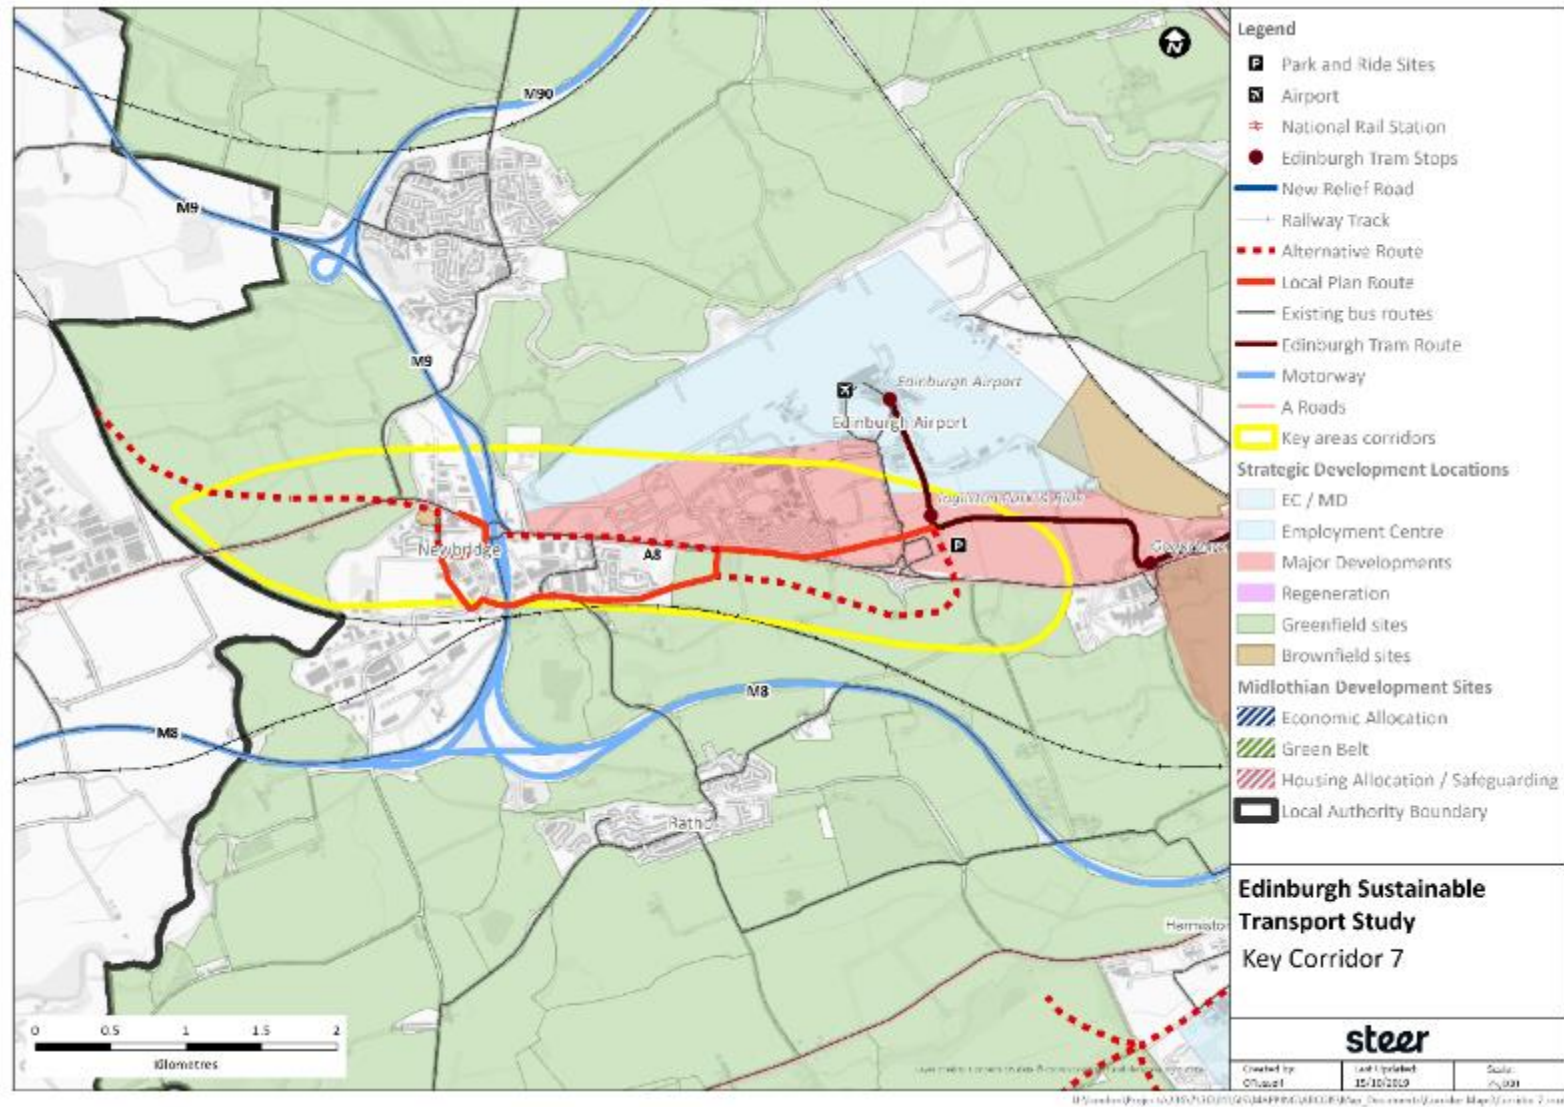 M90
M9
M9
Edinburgh Airport
Edinburgh Airport
Newbridge
A8
M8
M8
0 0.5 1 1.5 2
Kilometres
Legend
Park and Ride Sites
Airport
National Rail Station
Edinburgh Tram Stops
New Relief Road
Railway Track
Alternative Route
Local Plan Route
Existing bus routes
Edinburgh Tram Route
Motorway
A Roads
Key areas corridors
Strategic Development Locations
EC / MD
Employment Centre
Major Developments
Regeneration
Greenfield sites
Brownfield sites
Midlothian Development Sites
Economic Allocation
Green Belt
Housing Allocation / Safeguarding
Local Authority Boundary
Edinburgh Sustainable
Transport Study
Key Corridor 7
steer
Created by:
Last Updated:
Scale:
15/10/2019